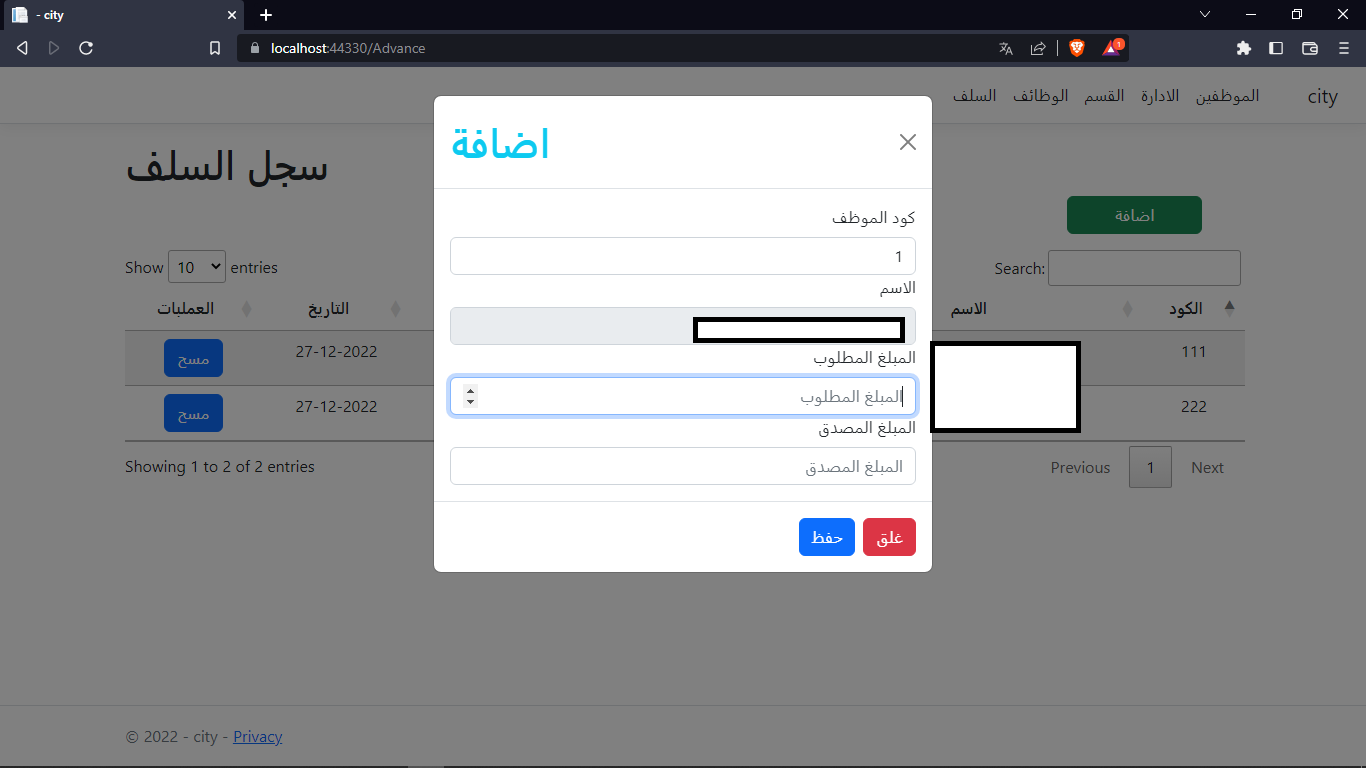 - city
localhost:44330/Advance
1
city
الموظفين
الادارة
القسم
الوظائف
السلف
سجل السلف
اضافة
Show 10 entries
Search:
الكود
الاسم
التاريخ
العملبات
111
27-12-2022
مسح
222
27-12-2022
مسح
Showing 1 to 2 of 2 entries
Previous 1 Next
اضافة
كود الموظف
1
الاسم
المبلغ المطلوب
المبلغ المطلوب
المبلغ المصدق
المبلغ المصدق
غلق
حفظ
© 2022 - city - Privacy